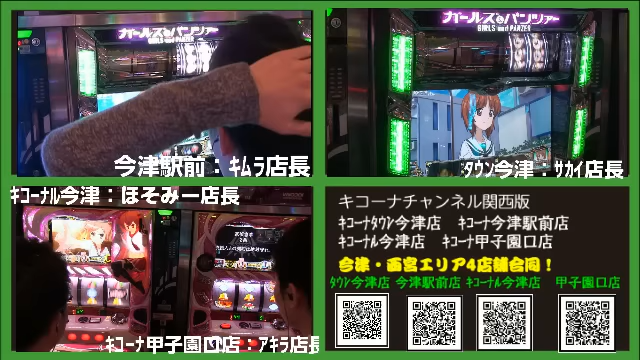 ガールズ&パンツァー
GIRLS und PANZER
今津駅前：ｷﾑﾗ店長
ガールズ&パンツァー
GIRLS und PANZER
ﾀｳﾝ今津：ｻｶｲ店長
ｷｺｰﾅﾙ今津：ほそみー店長
ｷｺｰﾅ甲子園口店：ｱｷﾗ店長
キコーナチャンネル関西版
ｷｺｰﾅﾀｳﾝ今津店　ｷｺｰﾅ今津駅前店
ｷｺｰﾅﾙ今津店　ｷｺｰﾅ甲子園口店
今津・西宮エリア4店舗合同！
ﾀｳﾝ今津店 今津駅前店 ｷｺｰﾅﾙ今津店　甲子園口店